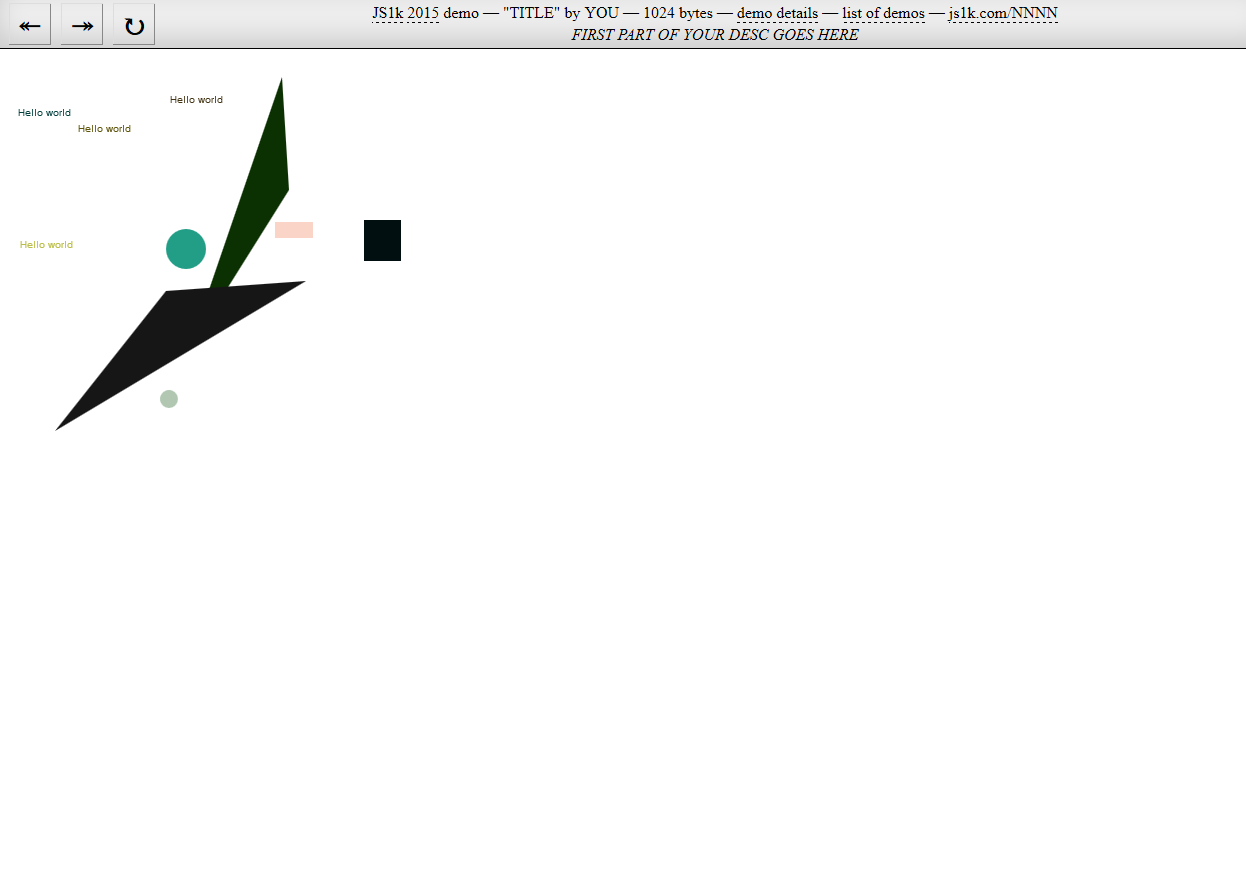 ↞ ↠ ↻ JS1k 2015 demo — "TITLE" by YOU — 1024 bytes — demo details — list of demos — js1k.com/NNNN
FIRST PART OF YOUR DESC GOES HERE
Hello world
Hello world
Hello world
Hello world